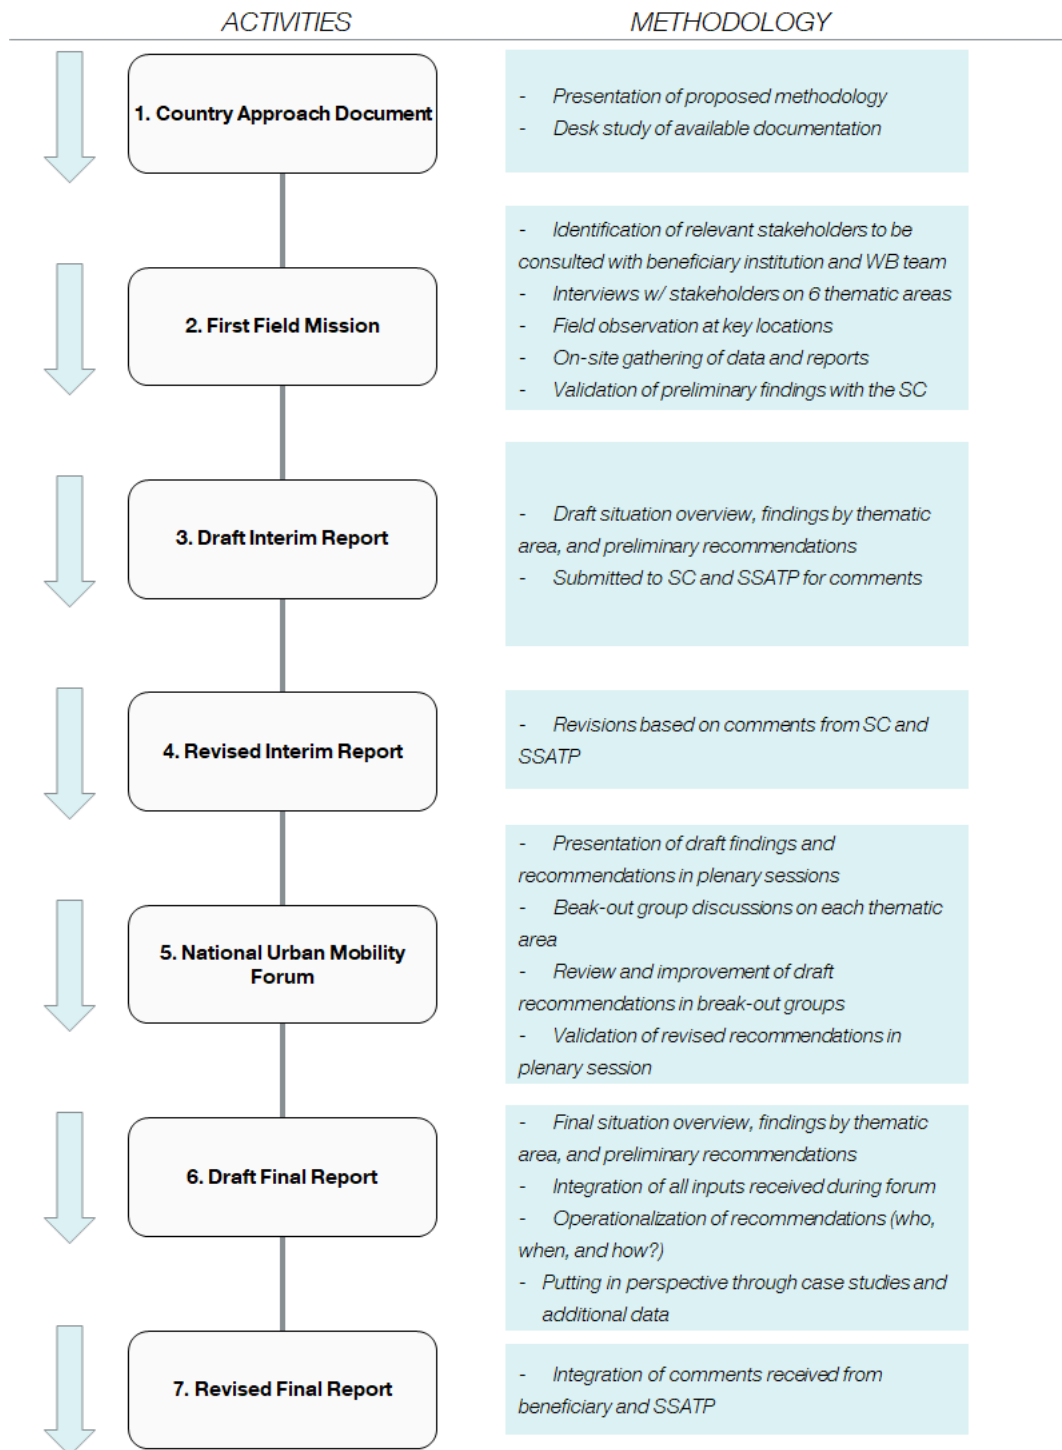 ACTIVITIES
METHODOLOGY
1. Country Approach Document
- Presentation of proposed methodology
- Desk study of available documentation
2. First Field Mission
- Identification of relevant stakeholders to be
consulted with beneficiary institution and WB team
- Interviews w/ stakeholders on 6 thematic areas
- Field observation at key locations
- On-site gathering of data and reports
- Validation of preliminary findings with the SC
3. Draft Interim Report
- Draft situation overview, findings by thematic
area, and preliminary recommendations
- Submitted to SC and SSATP for comments
4. Revised Interim Report
- Revisions based on comments from SC and
SSATP
5. National Urban Mobility
Forum
- Presentation of draft findings and
recommendations in plenary sessions
- Beak-out group discussions on each thematic
area
- Review and improvement of draft
recommendations in break-out groups
- Validation of revised recommendations in
plenary session
6. Draft Final Report
- Final situation overview, findings by thematic
area, and preliminary recommendations
- Integration of all inputs received during forum
- Operationalization of recommendations (who,
when, and how?)
- Putting in perspective through case studies and
additional data
7. Revised Final Report
- Integration of comments received from
beneficiary and SSATP